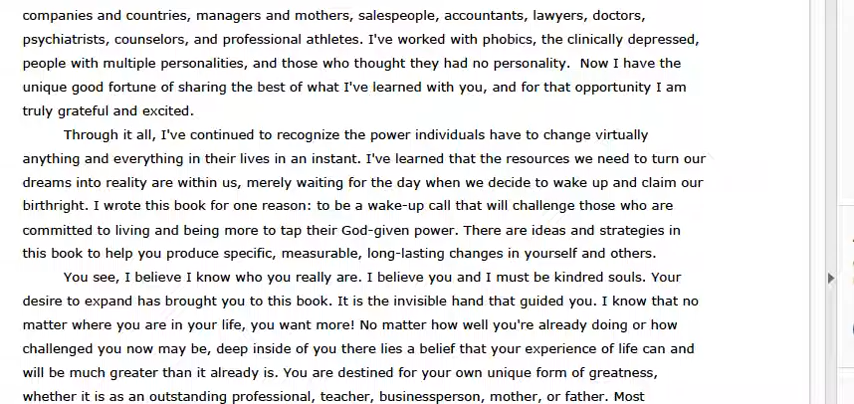 companies and countries, managers and mothers, salespeople, accountants, lawyers, doctors,
psychiatrists, counselors, and professional athletes. I've worked with phobics, the clinically depressed,
people with multiple personalities, and those who thought they had no personality.  Now I have the
unique good fortune of sharing the best of what I've learned with you, and for that opportunity I am
truly grateful and excited.
Through it all, I've continued to recognize the power individuals have to change virtually
anything and everything in their lives in an instant. I've learned that the resources we need to turn our
dreams into reality are within us, merely waiting for the day when we decide to wake up and claim our
birthright. I wrote this book for one reason: to be a wake-up call that will challenge those who are
committed to living and being more to tap their God-given power. There are ideas and strategies in
this book to help you produce specific, measurable, long-lasting changes in yourself and others.
You see, I believe I know who you really are. I believe you and I must be kindred souls. Your
desire to expand has brought you to this book. It is the invisible hand that guided you. I know that no
matter where you are in your life, you want more! No matter how well you're already doing or how
challenged you now may be, deep inside of you there lies a belief that your experience of life can and
will be much greater than it already is. You are destined for your own unique form of greatness,
whether it is as an outstanding professional, teacher, businessperson, mother, or father. Most